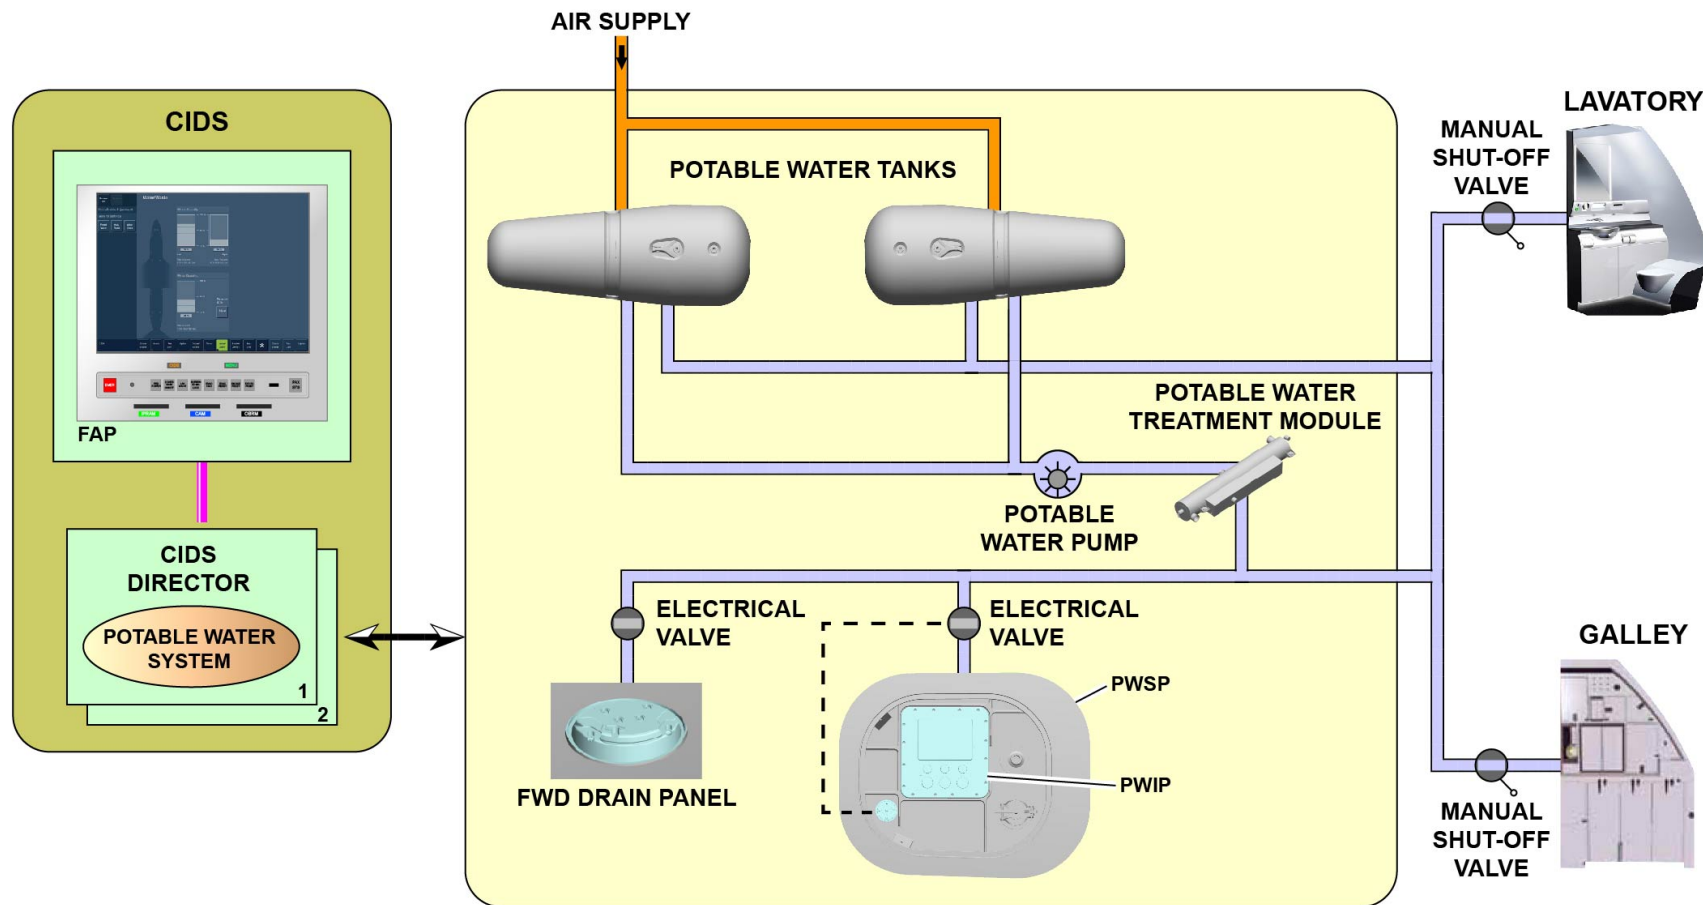 AIR SUPPLY
CIDS
FAP
CIDS
DIRECTOR
POTABLE WATER
SYSTEM
1
2
POTABLE WATER TANKS
POTABLE WATER
TREATMENT MODULE
POTABLE
WATER PUMP
ELECTRICAL
VALVE
ELECTRICAL
VALVE
FWD DRAIN PANEL
PWSP
PWIP
LAVATORY
MANUAL
SHUT-OFF
VALVE
GALLEY
MANUAL
SHUT-OFF
VALVE